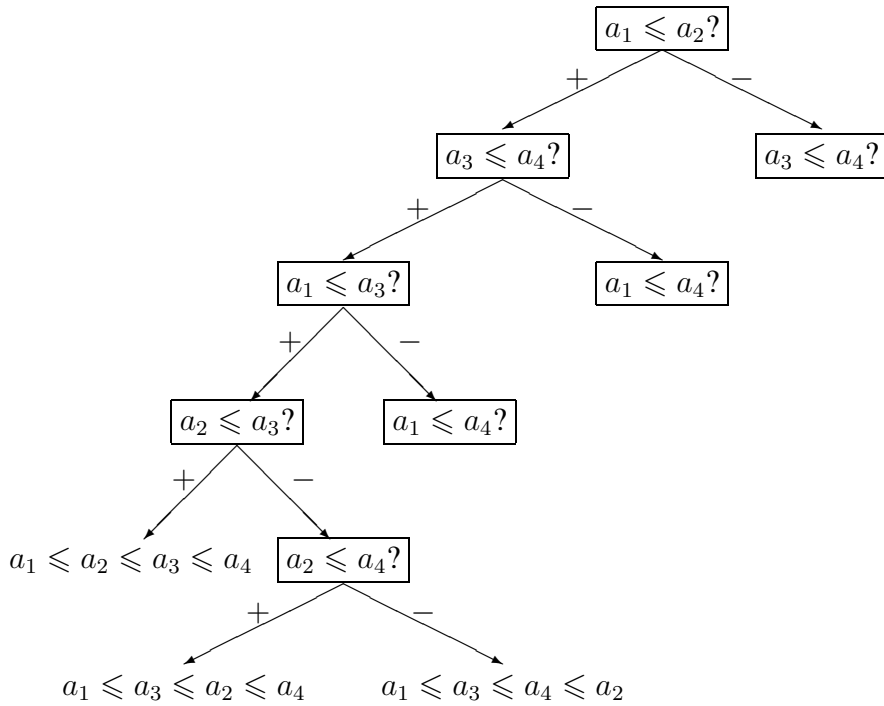 a₁ ⩽ a₂?
+ −
a₃ ⩽ a₄? a₃ ⩽ a₄?
+ −
a₁ ⩽ a₃? a₁ ⩽ a₄?
+ −
a₂ ⩽ a₃? a₁ ⩽ a₄?
+ −
a₁ ⩽ a₂ ⩽ a₃ ⩽ a₄ a₂ ⩽ a₄?
+ −
a₁ ⩽ a₃ ⩽ a₂ ⩽ a₄ a₁ ⩽ a₃ ⩽ a₄ ⩽ a₂